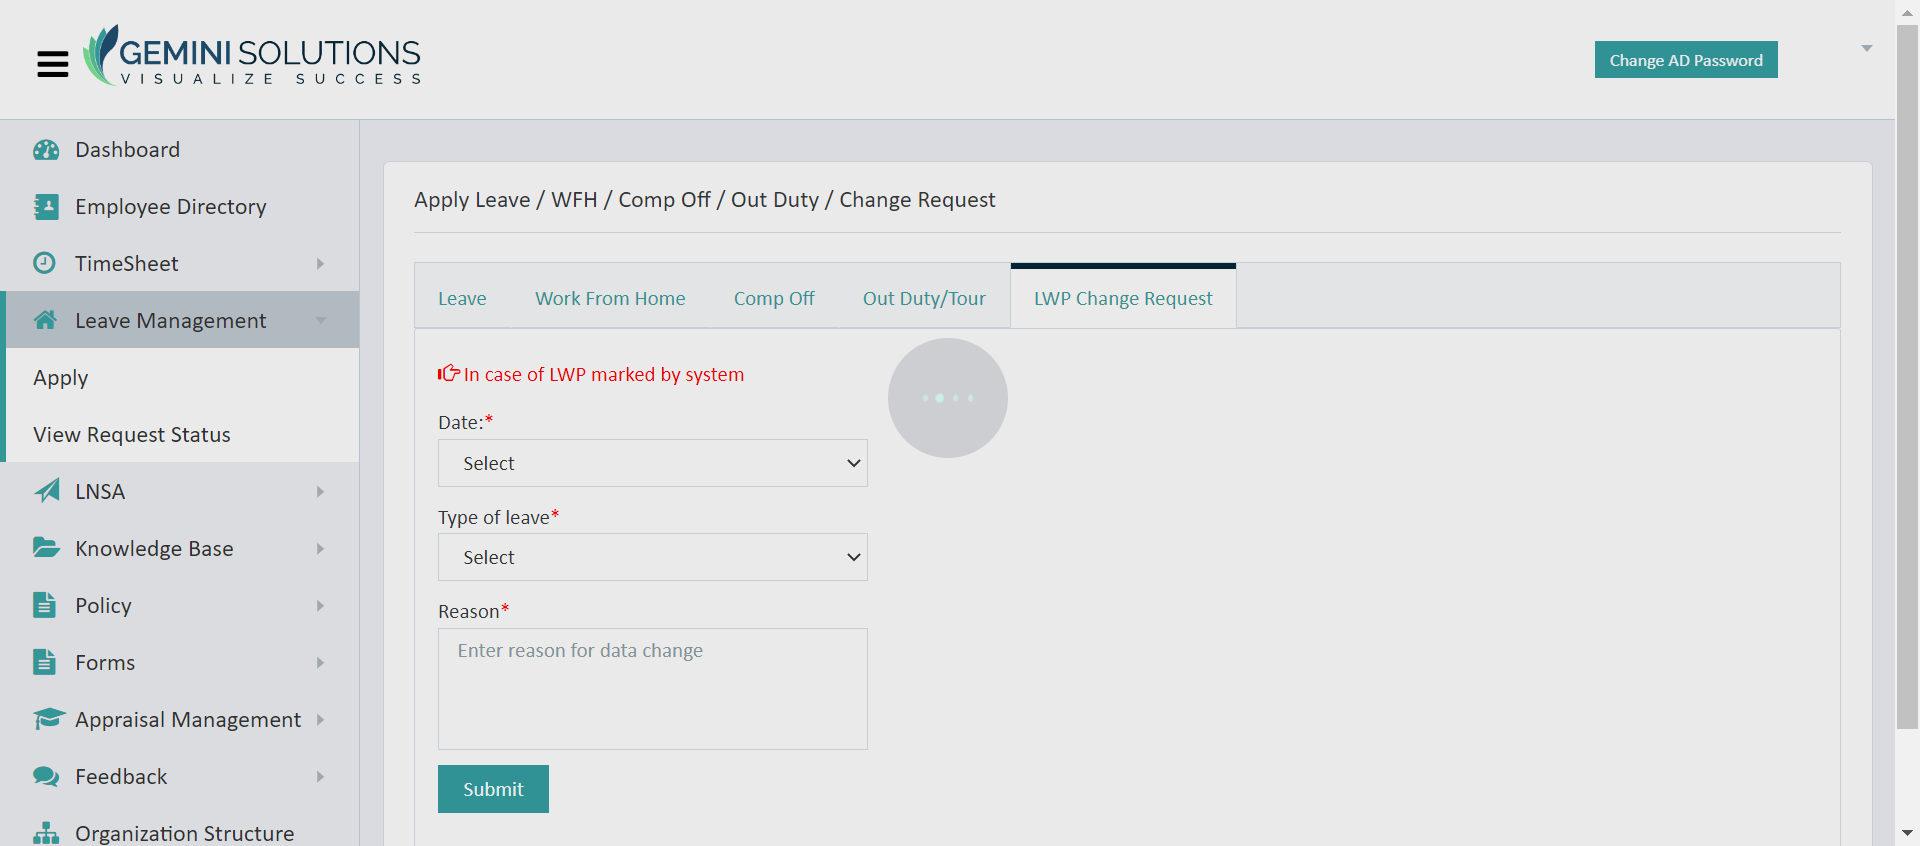 GEMINI SOLUTIONS
VISUALIZE SUCCESS
Change AD Password
Dashboard
Employee Directory
TimeSheet
Leave Management
Apply
View Request Status
LNSA
Knowledge Base
Policy
Forms
Appraisal Management
Feedback
Organization Structure
Apply Leave / WFH / Comp Off / Out Duty / Change Request
Leave
Work From Home
Comp Off
Out Duty/Tour
LWP Change Request
In case of LWP marked by system
Date:*
Select
Type of leave*
Select
Reason*
Enter reason for data change
Submit